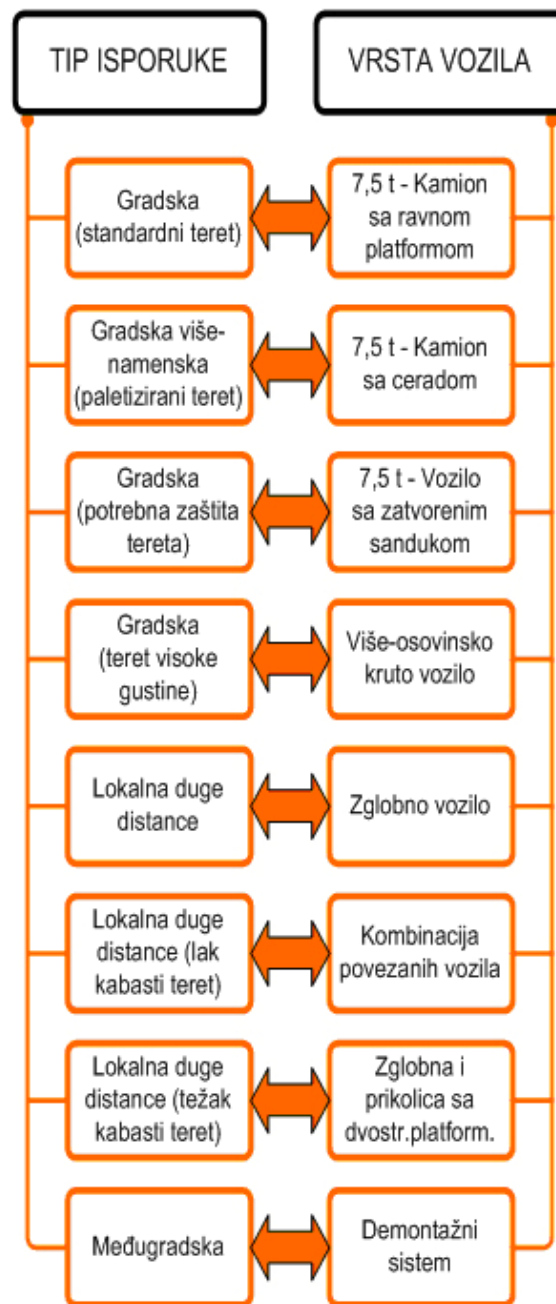 TIP ISPORUKE
VRSTA VOZILA
Gradska
(standardni teret)
7,5 t - Kamion
sa ravnom
platformom
Gradska više-
namenska
(paletizirani teret)
7,5 t - Kamion
sa ceradom
Gradska
(potrebna zaštita
tereta)
7,5 t - Vozilo
sa zatvorenim
sandukom
Gradska
(teret visoke
gustine)
Više-osovinsko
kruto vozilo
Lokalna duge
distance
Zglobno vozilo
Lokalna duge
distance (lak
kabasti teret)
Kombinacija
povezanih vozila
Lokalna duge
distance (težak
kabasti teret)
Zglobna i
prikolica sa
dvostr.platform.
Međugradska
Demontažni
sistem